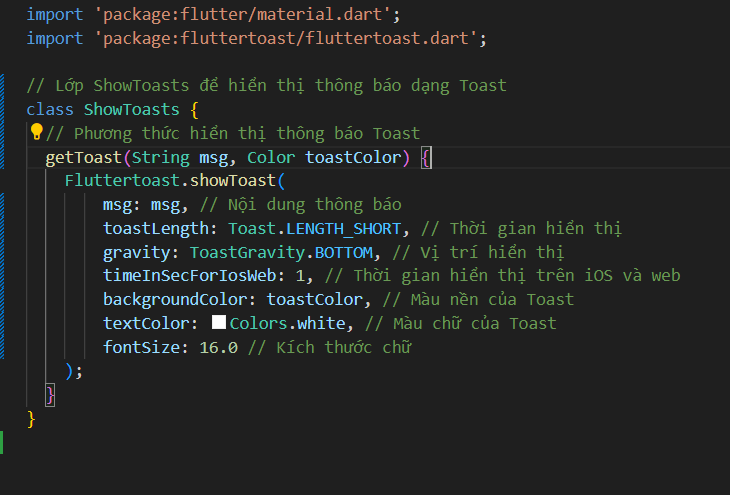 import 'package:flutter/material.dart';
import 'package:fluttertoast/fluttertoast.dart';
// Lớp ShowToasts để hiển thị thông báo dạng Toast
class ShowToasts {
// Phương thức hiển thị thông báo Toast
getToast(String msg, Color toastColor) {
Fluttertoast.showToast(
msg: msg, // Nội dung thông báo
toastLength: Toast.LENGTH_SHORT, // Thời gian hiển thị
gravity: ToastGravity.BOTTOM, // Vị trí hiển thị
timeInSecForIosWeb: 1, // Thời gian hiển thị trên iOS và web
backgroundColor: toastColor, // Màu nền của Toast
textColor: Colors.white, // Màu chữ của Toast
fontSize: 16.0 // Kích thước chữ
);
}
}